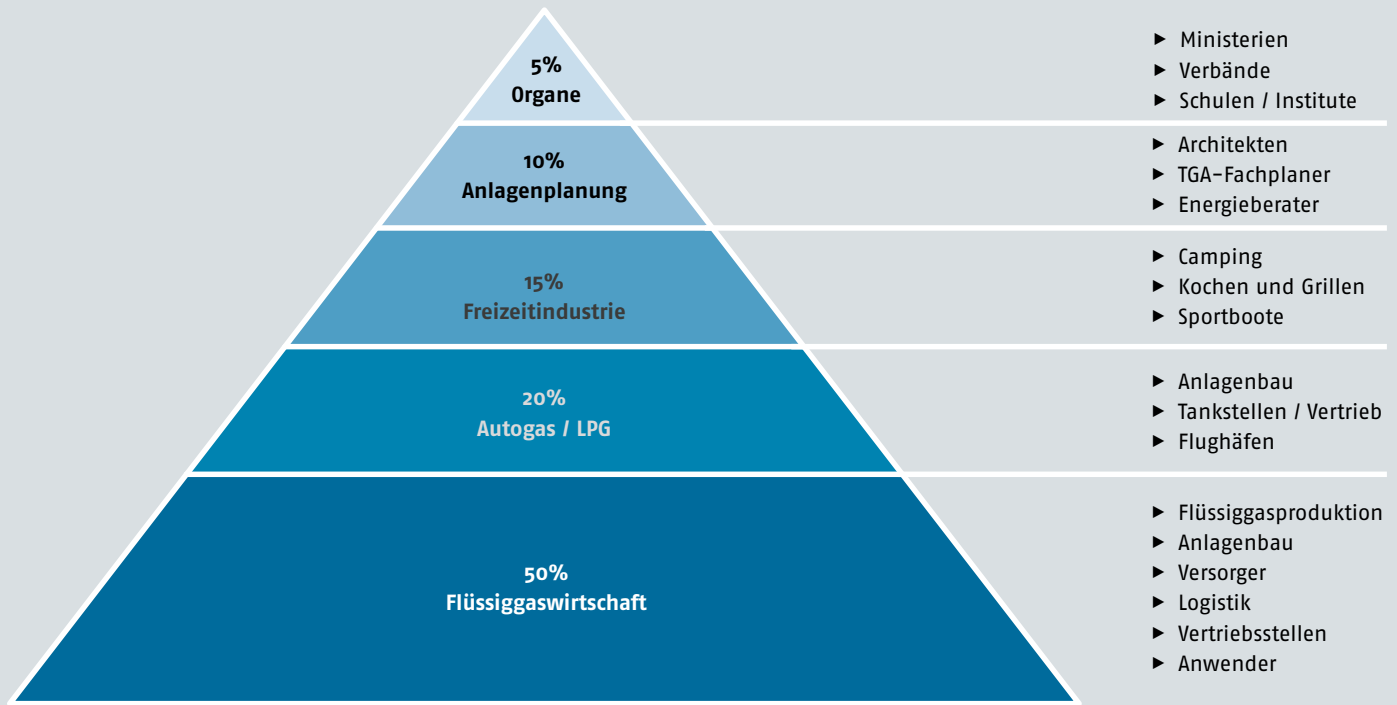 5%
Organe
► Ministerien
► Verbände
► Schulen / Institute
10%
Anlagenplanung
► Architekten
► TGA-Fachplaner
► Energieberater
15%
Freizeitindustrie
► Camping
► Kochen und Grillen
► Sportboote
20%
Autogas / LPG
► Anlagenbau
► Tankstellen / Vertrieb
► Flughäfen
50%
Flüssiggaswirtschaft
► Flüssiggasproduktion
► Anlagenbau
► Versorger
► Logistik
► Vertriebsstellen
► Anwender